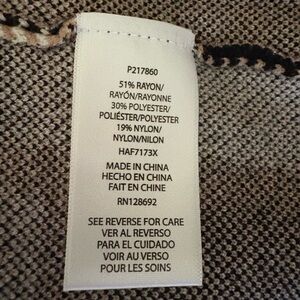 P217860
51% RAYON/
RAYÓN/RAYONNE
30% POLYESTER/
POLIÉSTER/POLYESTER
19% NYLON/
NYLON/NILON
HAF7173X
MADE IN CHINA
HECHO EN CHINA
FAIT EN CHINE
RN128692
SEE REVERSE FOR CARE
VER AL REVERSO
PARA EL CUIDADO
VOIR AU VERSO
POUR LES SOINS